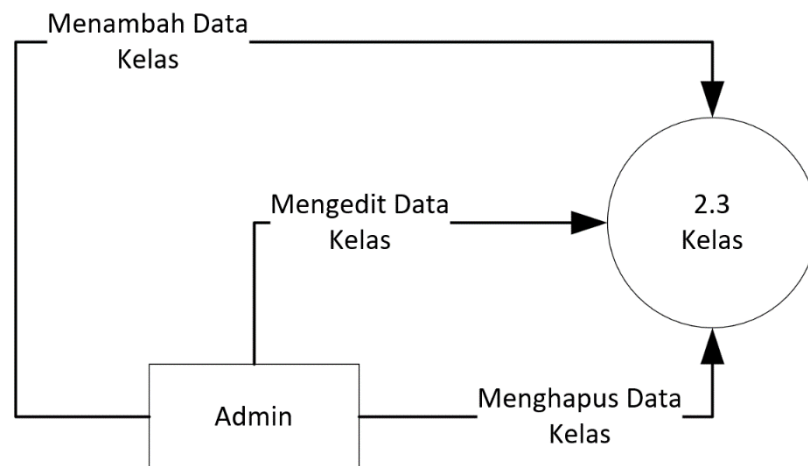 Menambah Data
Kelas
Mengedit Data
Kelas
2.3
Kelas
Menghapus Data
Kelas
Admin